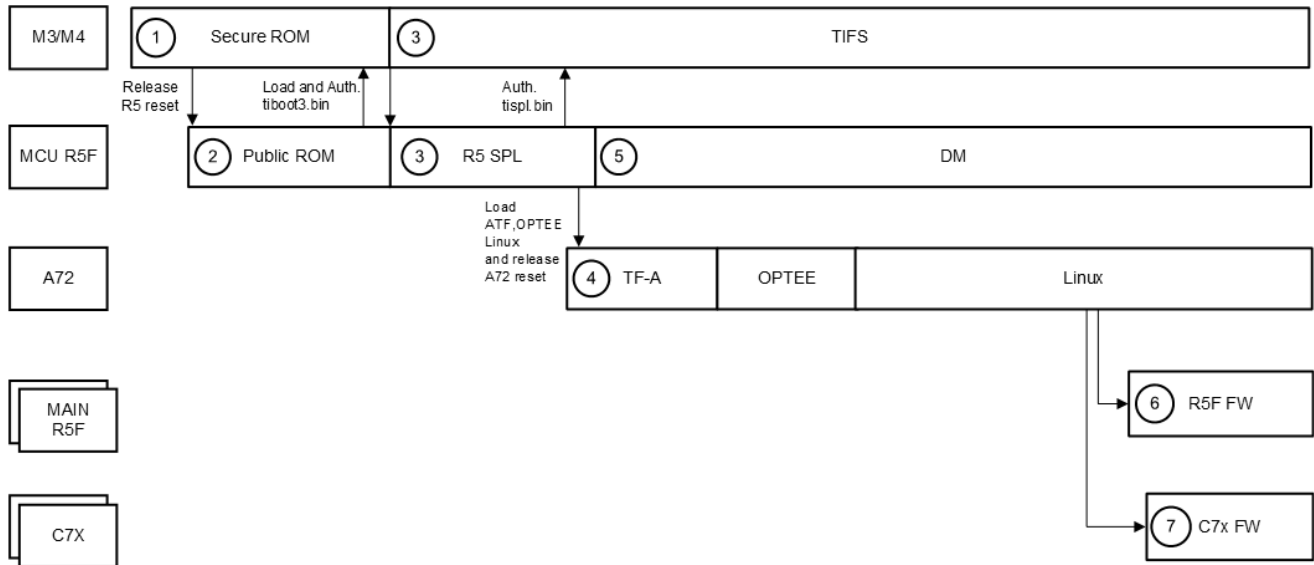 M3/M4
1
Secure ROM
3
TIFS
Release
R5 reset
Load and Auth.
tiboot3.bin
Auth.
tispl.bin
MCU R5F
2
Public ROM
3
R5 SPL
5
DM
Load
ATF,OPTEE
Linux
and release
A72 reset
A72
4
TF-A
OPTEE
Linux
MAIN
R5F
6
R5F FW
C7X
7
C7x FW